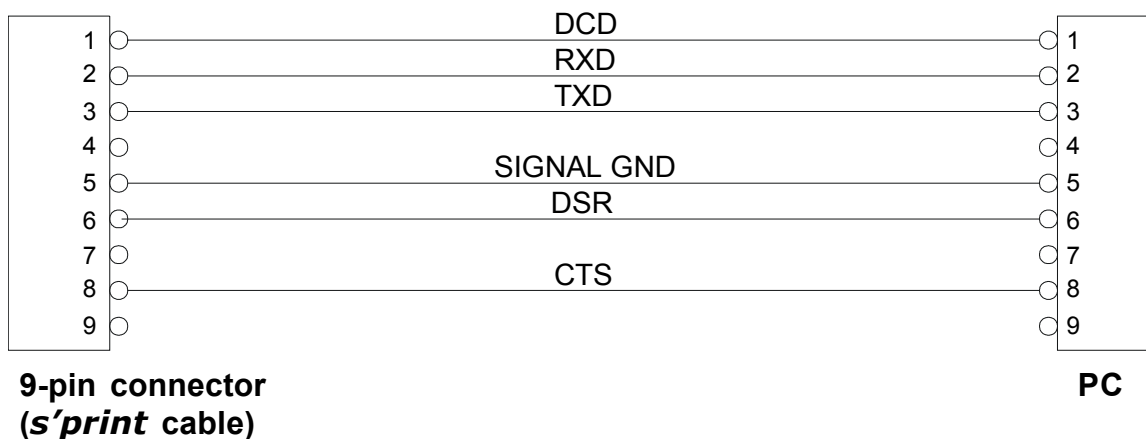 DCD
1 1
RXD
2 2
TXD
3 3
4 4
SIGNAL GND
5 5
DSR
6 6
7 7
CTS
8 8
9 9
9-pin connector PC
(s'print cable)